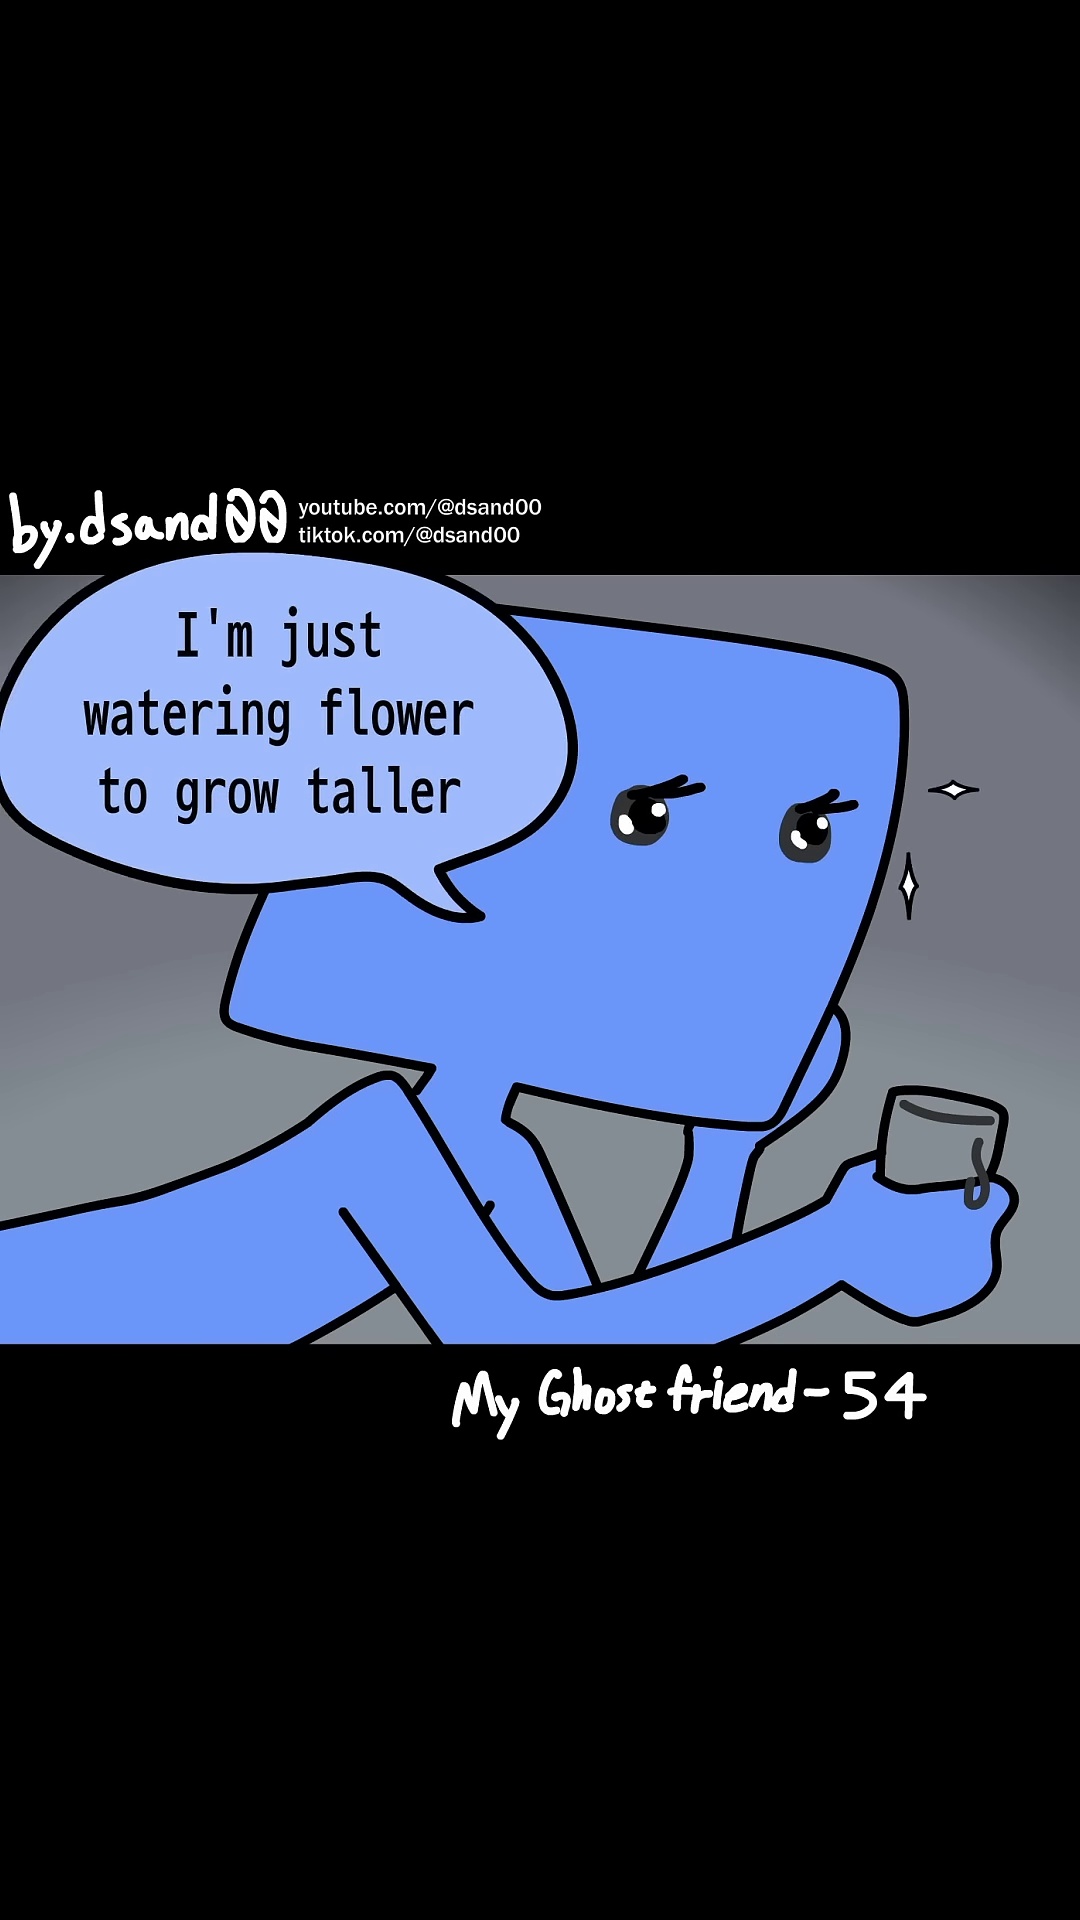 by.dsand00
youtube.com/@dsand00
tiktok.com/@dsand00
I'm just
watering flower
to grow taller
My Ghost friend-54